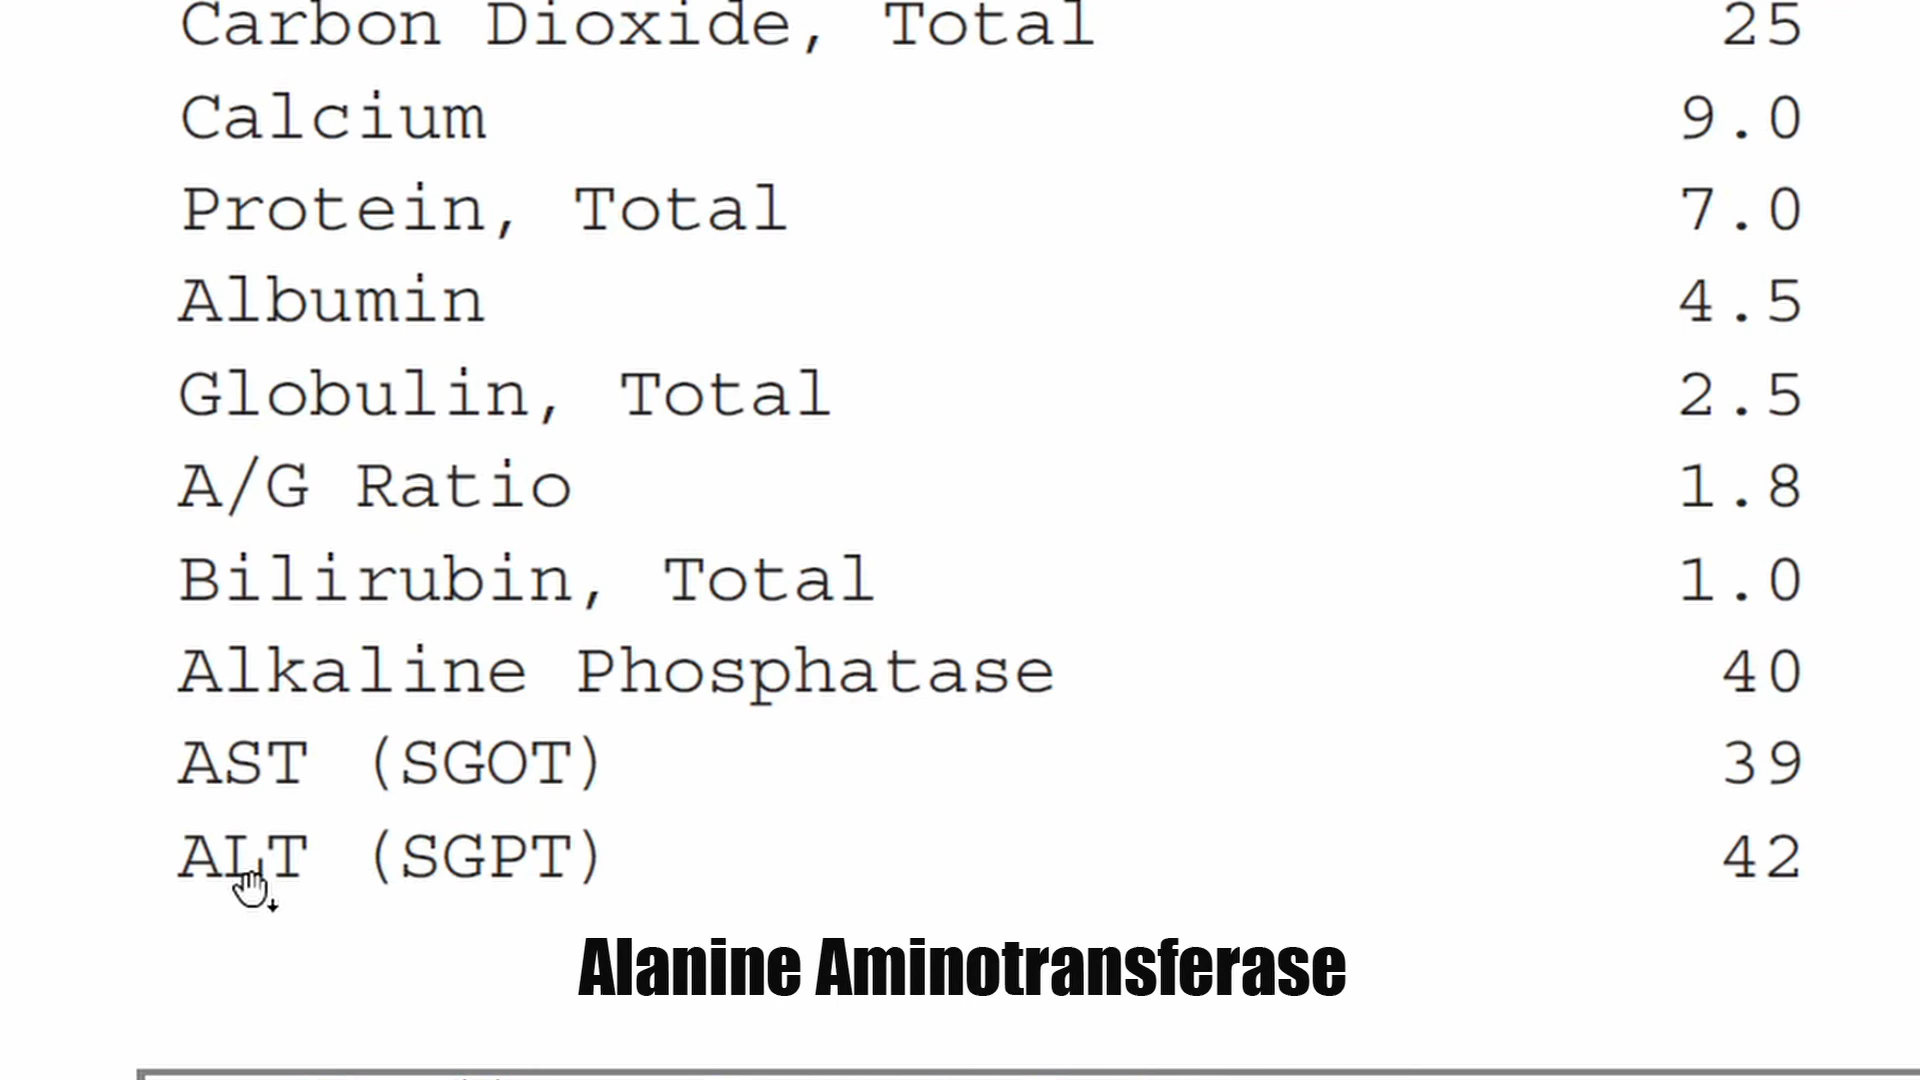 Carbon Dioxide, Total 25
Calcium 9.0
Protein, Total 7.0
Albumin 4.5
Globulin, Total 2.5
A/G Ratio 1.8
Bilirubin, Total 1.0
Alkaline Phosphatase 40
AST (SGOT) 39
ALT (SGPT) 42
Alanine Aminotransferase